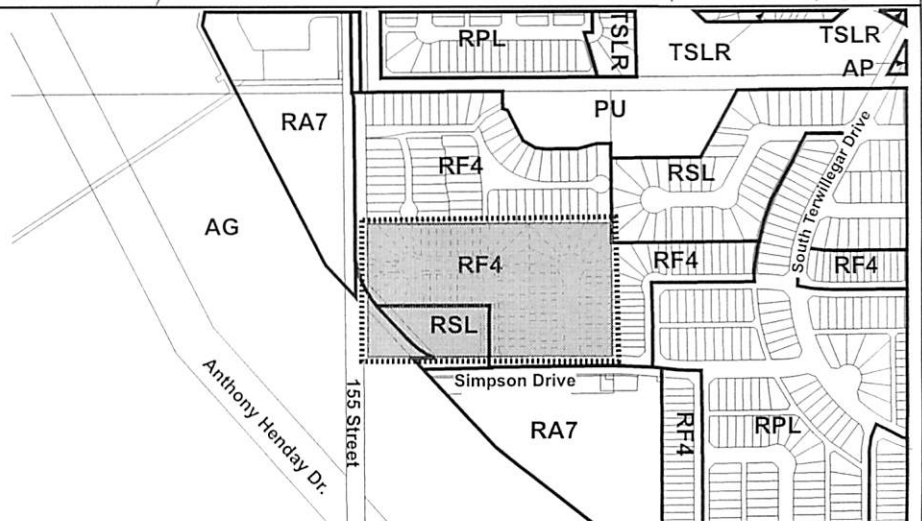 RPL
TSLR
TSLR
TSLR
AP
PU
RA7
RF4
RSL
South Terwillegar Drive
AG
RF4
RF4
RF4
RSL
Anthony Henday Dr.
155 Street
Simpson Drive
RA7
RF4
RPL